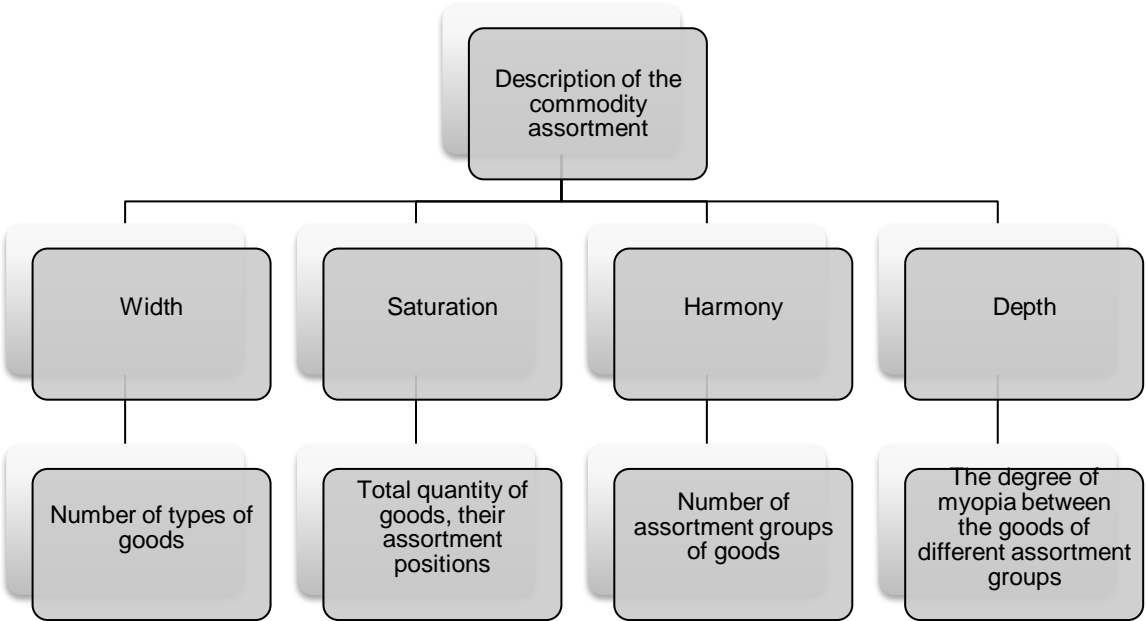 Description of the
commodity
assortment
Width
Saturation
Harmony
Depth
Number of types of
goods
Total quantity of
goods, their
assortment
positions
Number of
assortment groups
of goods
The degree of
myopia between
the goods of
different assortment
groups